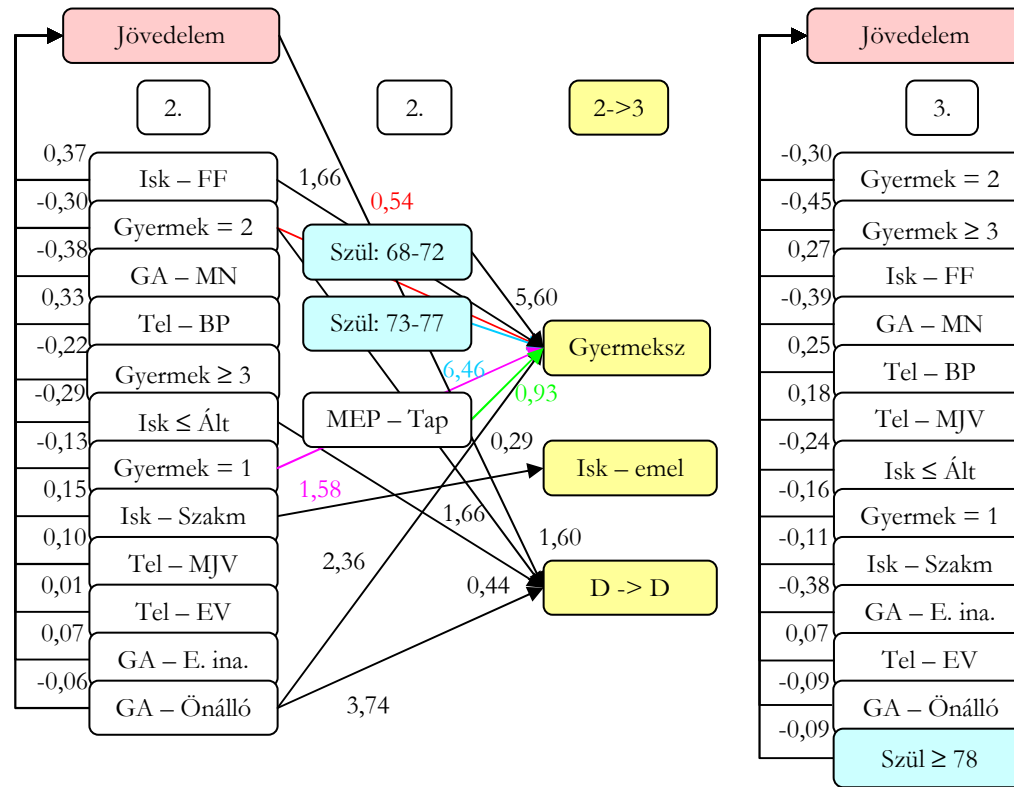 Jövedelem
Jövedelem
2.
2.
2->3
3.
0,37
Isk – FF
-0,30
Gyermek = 2
-0,38
GA – MN
0,33
Tel – BP
-0,22
Gyermek ≥ 3
-0,29
Isk ≤ Ált
-0,13
Gyermek = 1
0,15
Isk – Szakm
0,10
Tel – MJV
0,01
Tel – EV
0,07
GA – E. ina.
-0,06
GA – Önálló
1,66
0,54
Szül: 68-72
5,60
Szül: 73-77
Gyermeksz
6,46
0,93
MEP – Tap
0,29
Isk – emel
1,58
1,66
1,60
2,36
0,44
D -> D
3,74
-0,30
Gyermek = 2
-0,45
Gyermek ≥ 3
0,27
Isk – FF
-0,39
GA – MN
0,25
Tel – BP
0,18
Tel – MJV
-0,24
Isk ≤ Ált
-0,16
Gyermek = 1
-0,11
Isk – Szakm
-0,38
GA – E. ina.
0,07
Tel – EV
-0,09
GA – Önálló
-0,09
Szül ≥ 78